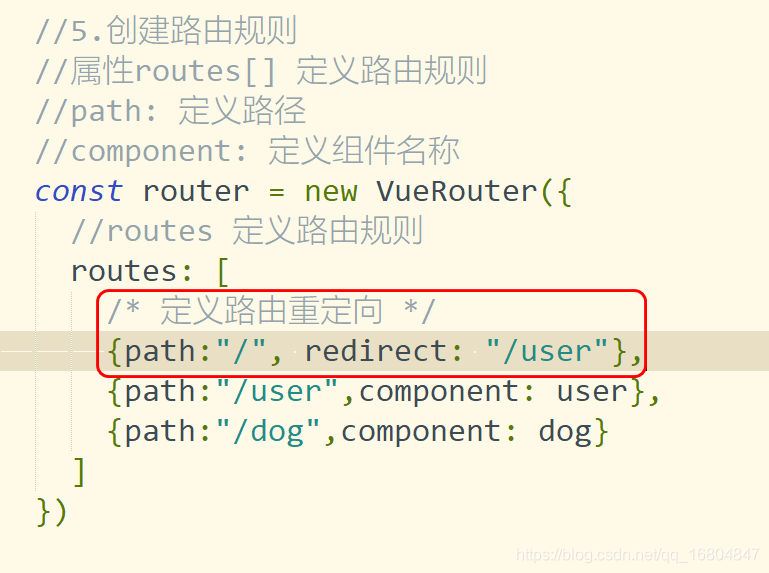 //5.创建路由规则
//属性routes[] 定义路由规则
//path: 定义路径
//component: 定义组件名称
const router = new VueRouter({
//routes 定义路由规则
routes: [
/* 定义路由重定向 */
{path:"/", redirect: "/user"},
{path:"/user",component: user},
{path:"/dog",component: dog}
]
})
https://blog.csdn.net/qq_16804847